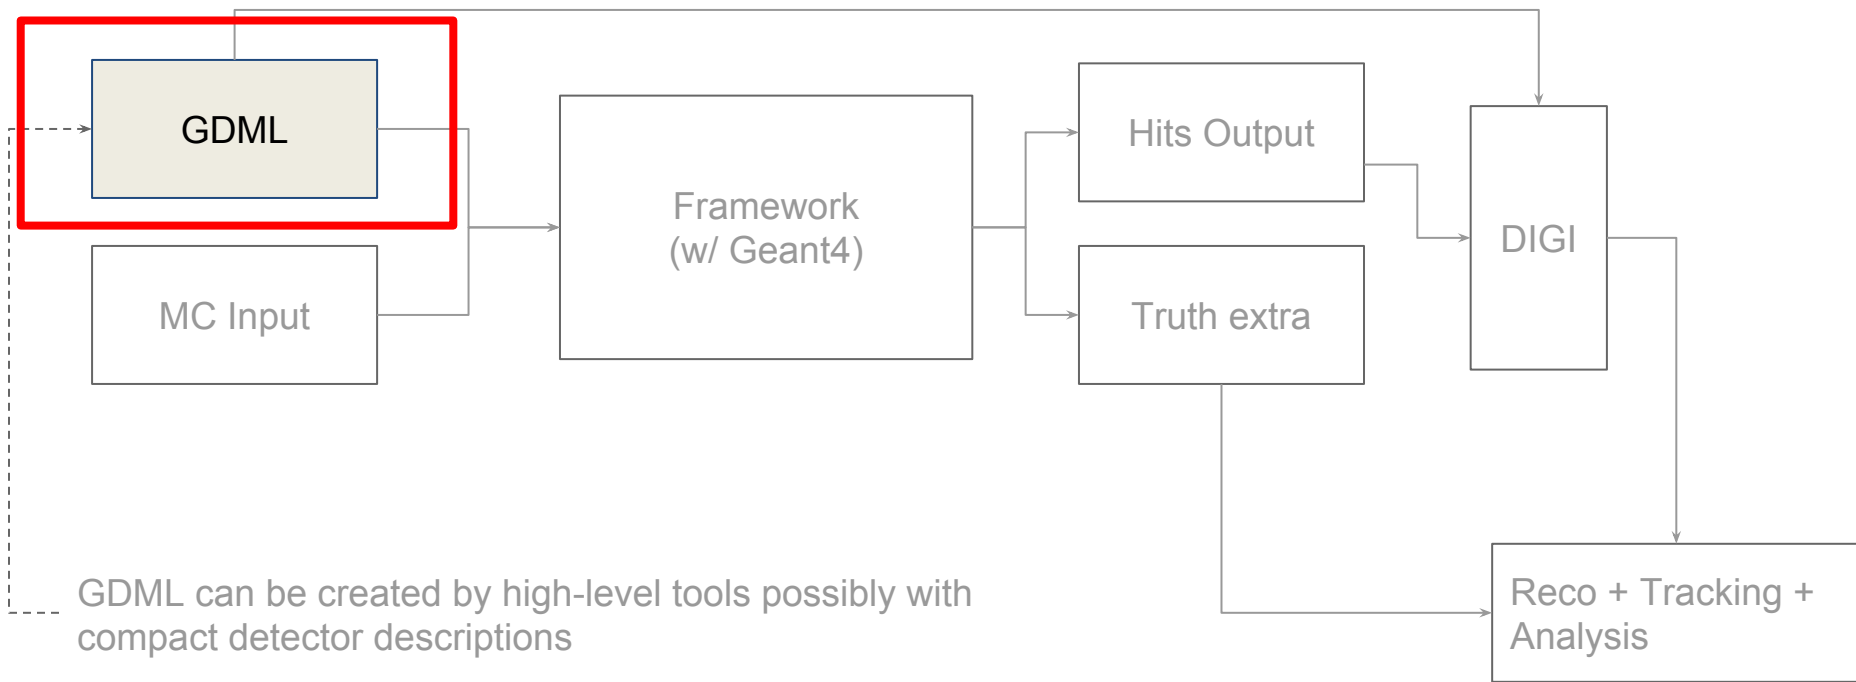 GDML
MC Input
Framework
(w/ Geant4)
Hits Output
Truth extra
DIGI
GDML can be created by high-level tools possibly with
compact detector descriptions
Reco + Tracking +
Analysis